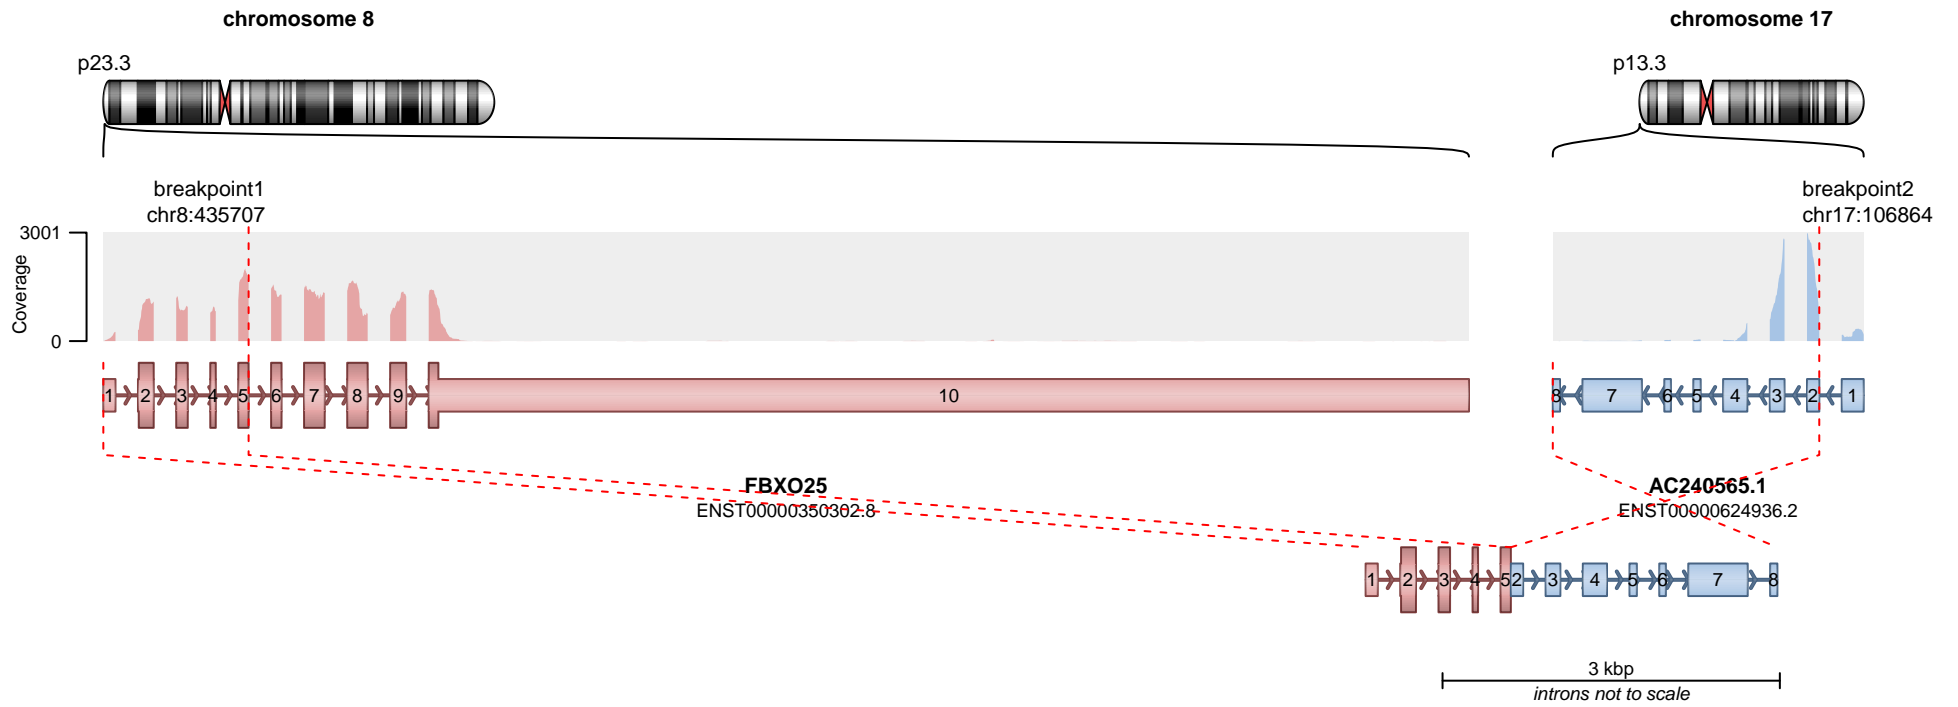 chromosome 8
chromosome 17
p23.3
p13.3
breakpoint1
chr8:435707
breakpoint2
chr17:106864
3001
Coverage
0
1 2 3 4 5 6 7 8 9 10
8 7 6 5 4 3 2 1
FBXO25
ENST00000350302.8
AC240565.1
ENST00000624936.2
1 2 3 4 5 2 3 4 5 6 7 8
3 kbp
introns not to scale